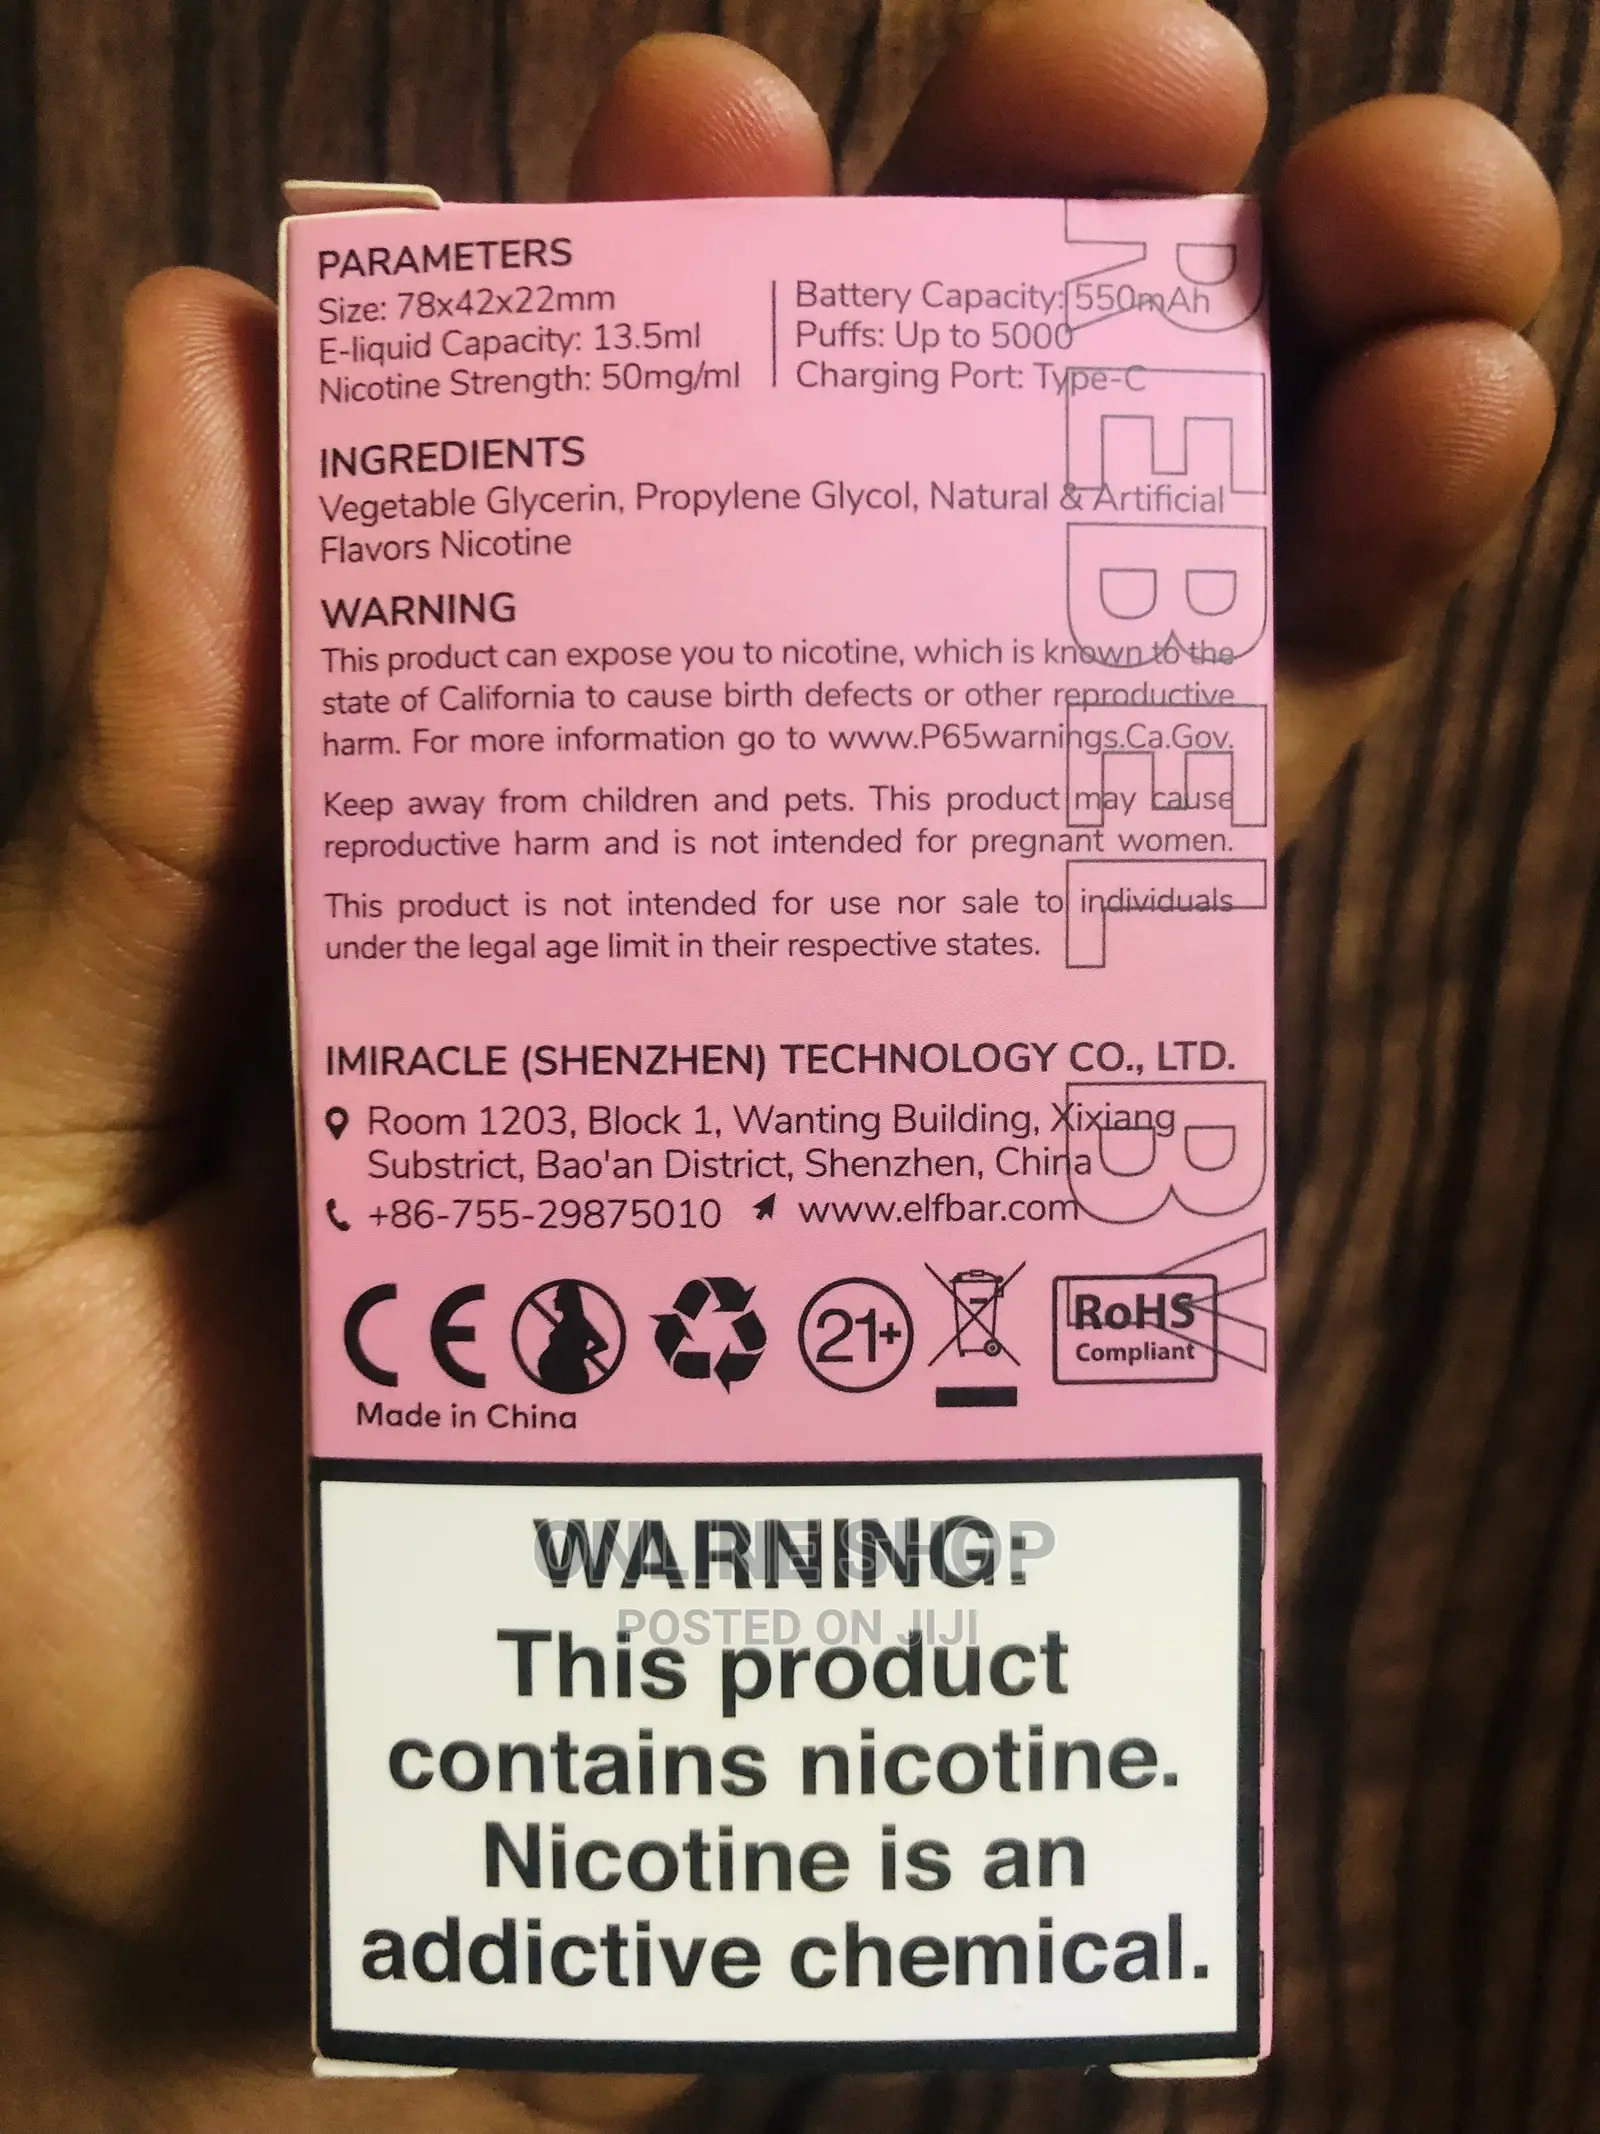 PARAMETERS
Size: 78x42x22mm
E-liquid Capacity: 13.5ml
Nicotine Strength: 50mg/ml
Battery Capacity: 550mAh
Puffs: Up to 5000
Charging Port: Type-C
INGREDIENTS
Vegetable Glycerin, Propylene Glycol, Natural & Artificial
Flavors Nicotine
WARNING
This product can expose you to nicotine, which is known to the
state of California to cause birth defects or other reproductive
harm. For more information go to www.P65warnings.Ca.Gov.
Keep away from children and pets. This product may cause
reproductive harm and is not intended for pregnant women.
This product is not intended for use nor sale to individuals
under the legal age limit in their respective states.
IMIRACLE (SHENZHEN) TECHNOLOGY CO., LTD.
Room 1203, Block 1, Wanting Building, Xixiang
Substrict, Bao'an District, Shenzhen, China
+86-755-29875010 www.elfbar.com
CE 21+ RoHS
Compliant
Made in China
WARNING:
This product
contains nicotine.
Nicotine is an
addictive chemical.
ONLINE SHOP
POSTED ON JIJI